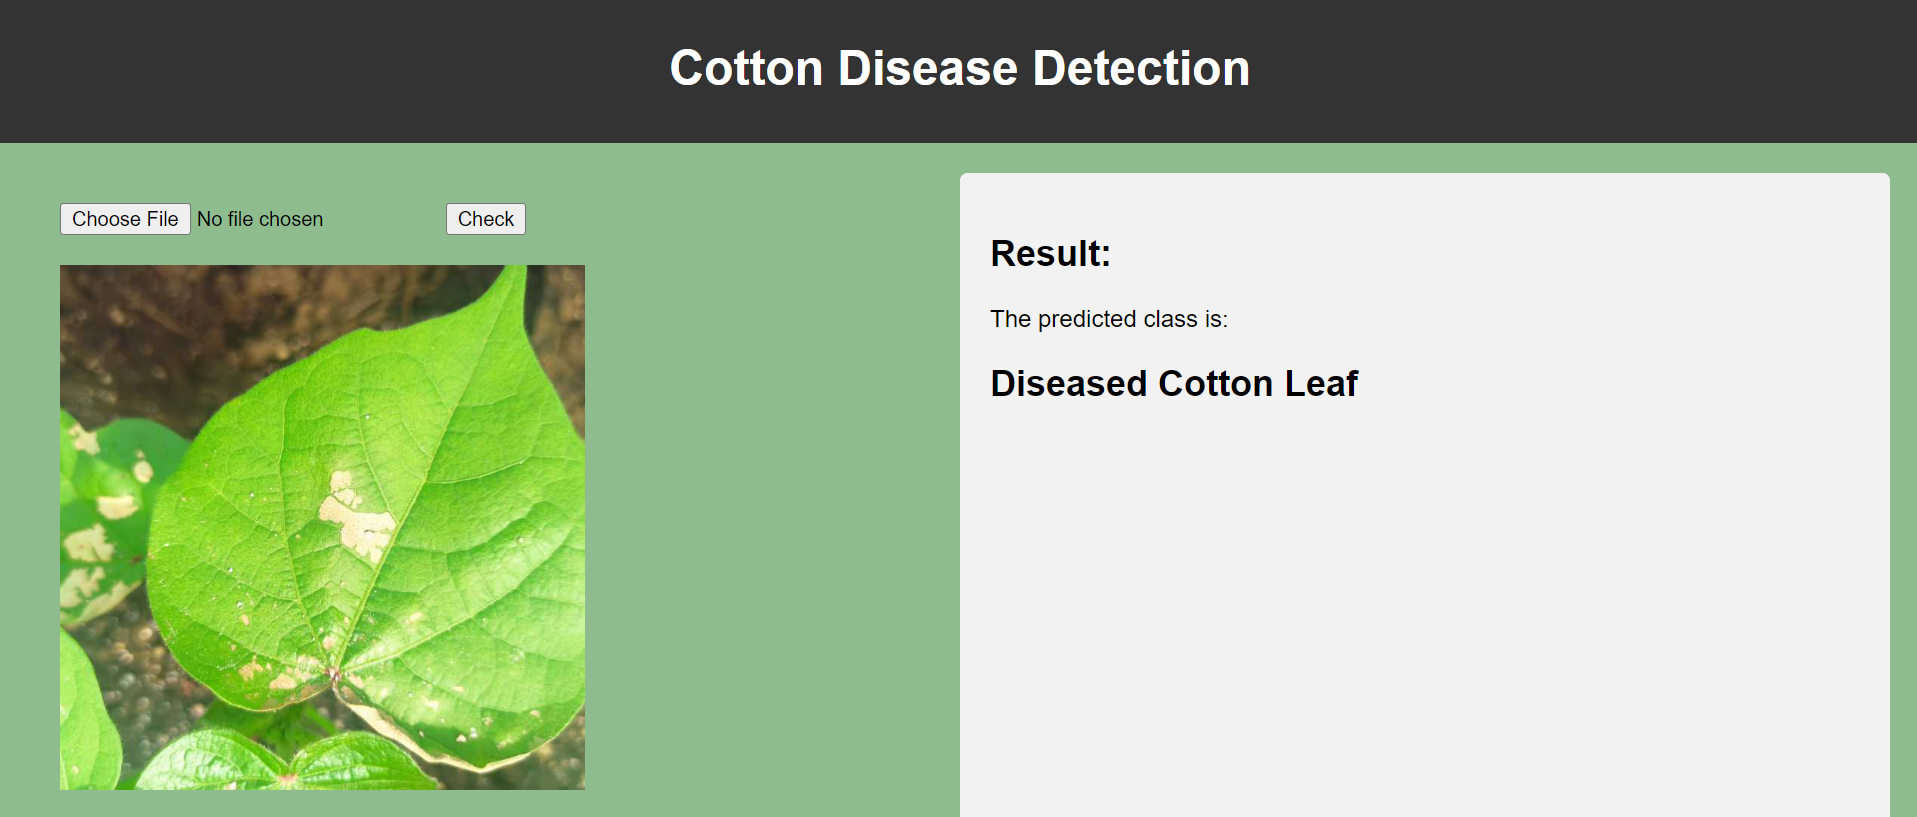 Cotton Disease Detection
Choose File No file chosen Check
Result:
The predicted class is:
Diseased Cotton Leaf